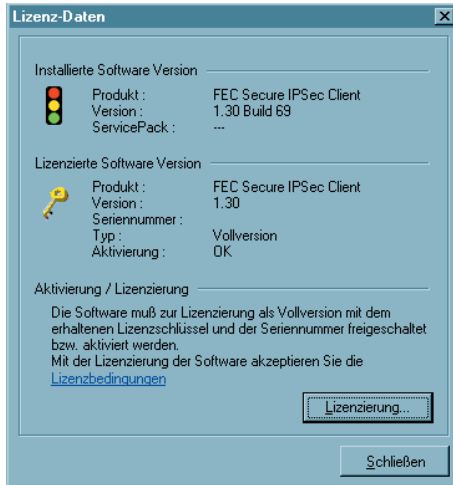 Lizenz-Daten
Installierte Software Version
Produkt : FEC Secure IPSec Client
Version : 1.30 Build 69
ServicePack : ---
Lizenzierte Software Version
Produkt : FEC Secure IPSec Client
Version : 1.30
Seriennummer :
Typ : Vollversion
Aktivierung : OK
Aktivierung / Lizenzierung
Die Software muß zur Lizenzierung als Vollversion mit dem
erhaltenen Lizenzschlüssel und der Seriennummer freigeschaltet
bzw. aktiviert werden.
Mit der Lizenzierung der Software akzeptieren Sie die
Lizenzbedingungen
Lizenzierung...
Schließen